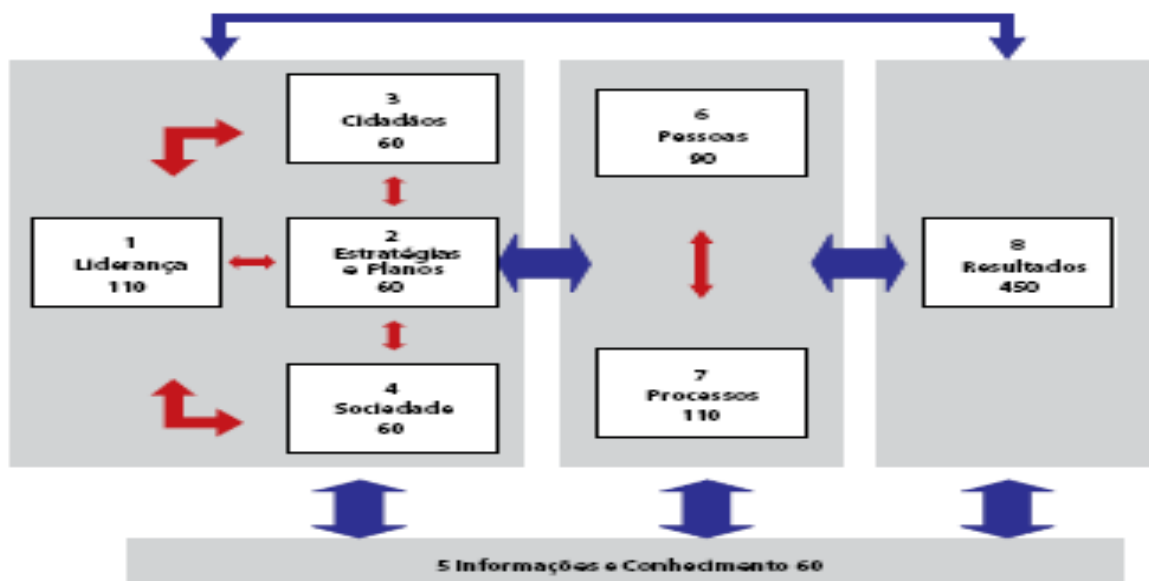 3
Cidadãos
60
6
Pessoas
90
1
Liderança
110
2
Estratégias
e Planos
60
8
Resultados
450
4
Sociedade
60
7
Processos
110
5 Informações e Conhecimento 60